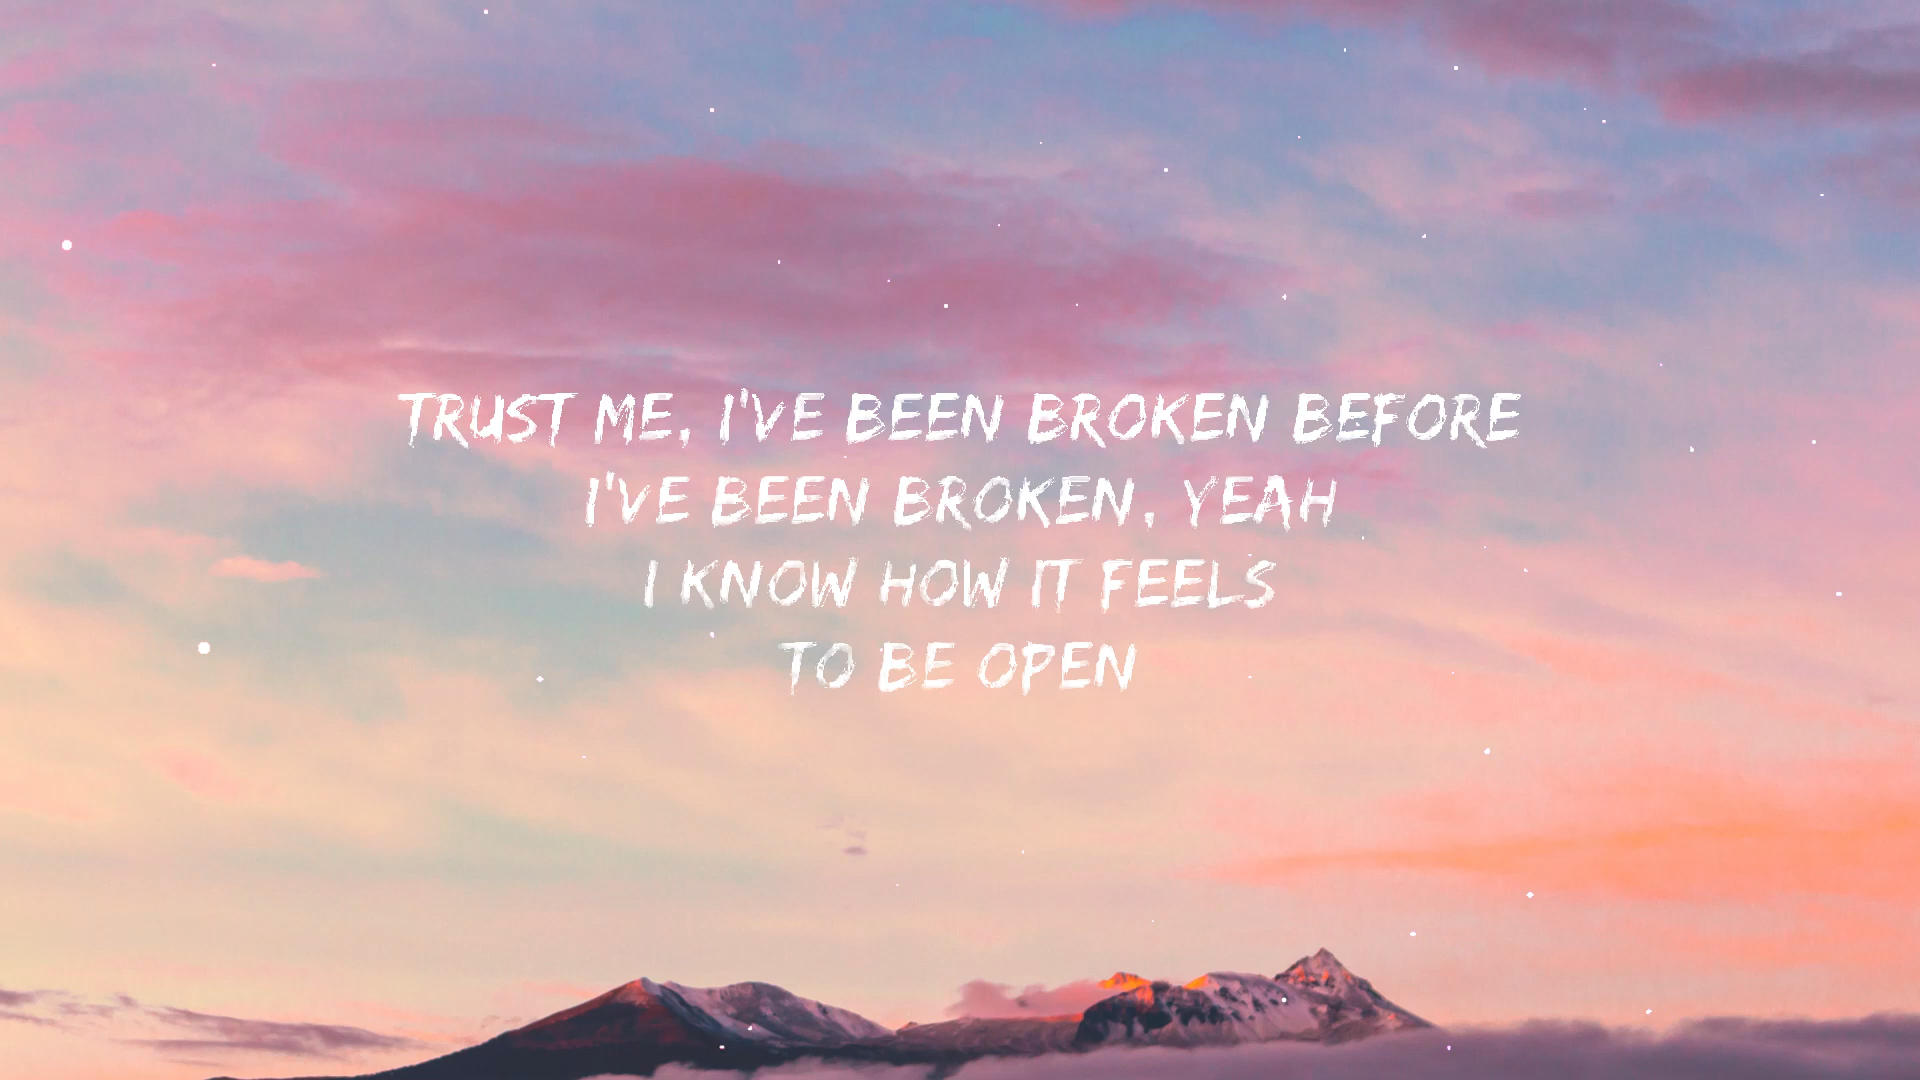 TRUST ME, I'VE BEEN BROKEN BEFORE
I'VE BEEN BROKEN, YEAH
I KNOW HOW IT FEELS
TO BE OPEN